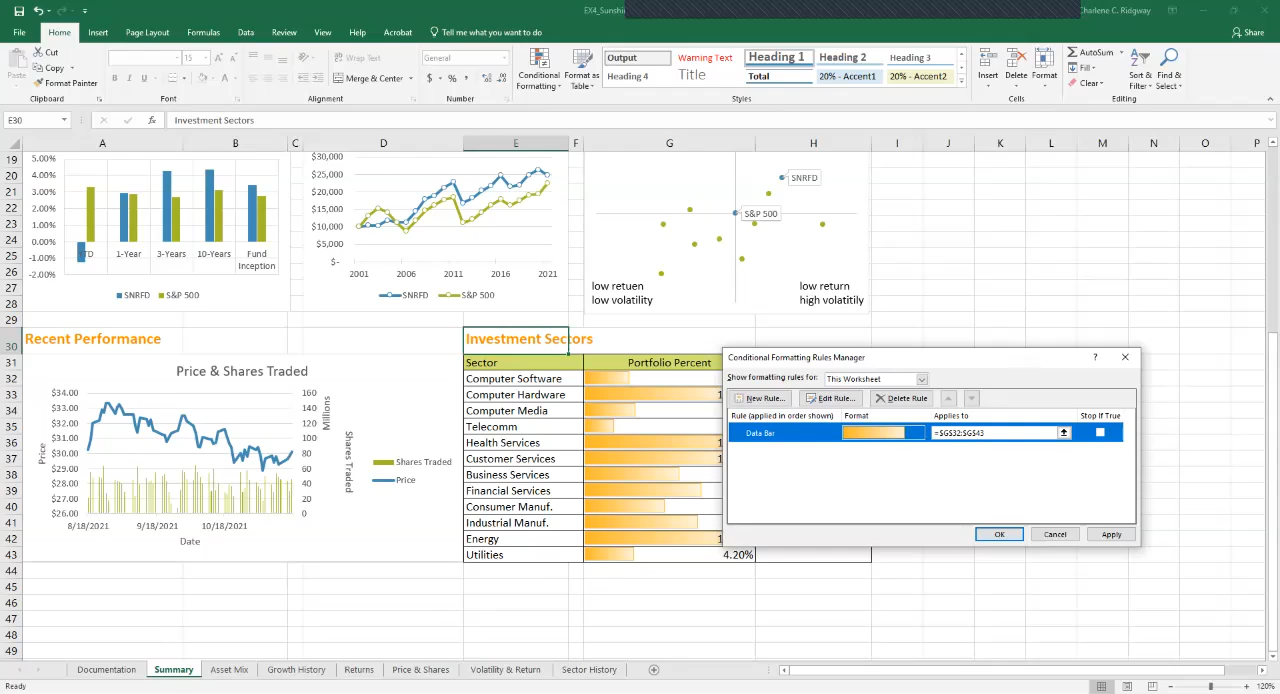 EX4_Sunshin
Charlene C. Ridgway
File Home Insert Page Layout Formulas Data Review View Help Acrobat Tell me what you want to do Share
Cut
Copy
Format Painter
Paste
Clipboard
15
B I U
Font
Wrap Text
Merge & Center
Alignment
General
$ % ,
Number
Conditional Formatting
Format as Table
Output Warning Text Heading 1 Heading 2 Heading 3
Heading 4 Title Total 20% - Accent1 20% - Accent2
Styles
Insert Delete Format
Cells
AutoSum
Fill
Clear
Sort & Filter
Find & Select
Editing
E30 fx Investment Sectors
A B C D E F G H I J K L M N O P
19
20
21
22
23
24
25
26
27
28
29
30
31
32
33
34
35
36
37
38
39
40
41
42
43
44
45
46
47
48
49
5.00%
4.00%
3.00%
2.00%
1.00%
0.00%
-1.00%
-2.00%
YTD 1-Year 3-Years 10-Years Fund Inception
SNRFD S&P 500
$30,000
$25,000
$20,000
$15,000
$10,000
$5,000
$-
2001 2006 2011 2016 2021
SNRFD S&P 500
SNRFD
S&P 500
low retuen
low volatility
low return
high volatitily
Recent Performance
Price & Shares Traded
$34.00
$33.00
$32.00
$31.00
$30.00
$29.00
$28.00
$27.00
$26.00
Price
160
140
120
100
80
60
40
20
0
Millions
Shares Traded
8/18/2021 9/18/2021 10/18/2021
Date
Shares Traded
Price
Investment Sectors
Sector Portfolio Percent
Computer Software
Computer Hardware 1
Computer Media
Telecomm
Health Services 1
Customer Services 1
Business Services
Financial Services
Consumer Manuf.
Industrial Manuf.
Energy 1
Utilities 4.20%
Conditional Formatting Rules Manager ?
Show formatting rules for: This Worksheet
New Rule... Edit Rule... Delete Rule
Rule (applied in order shown) Format Applies to Stop If True
Data Bar =$G$32:$G$43
OK Cancel Apply
Documentation Summary Asset Mix Growth History Returns Price & Shares Volatility & Return Sector History
Ready
120%